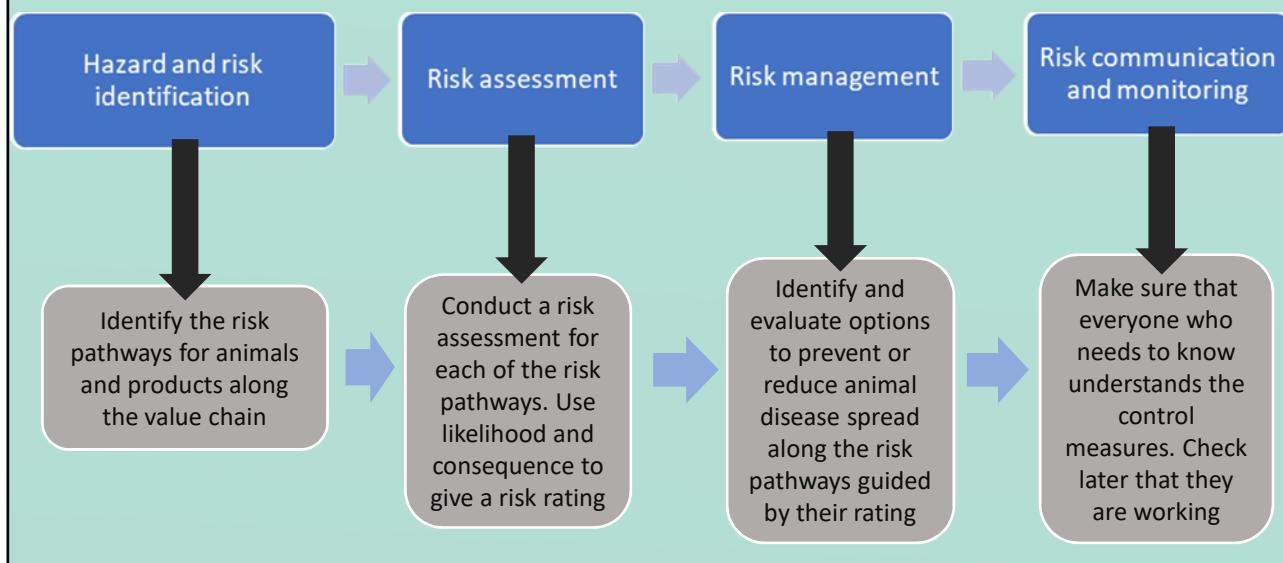 Hazard and risk
identification
Risk assessment
Risk management
Risk communication
and monitoring
Identify the risk
pathways for animals
and products along
the value chain
Conduct a risk
assessment for
each of the risk
pathways. Use
likelihood and
consequence to
give a risk rating
Identify and
evaluate options
to prevent or
reduce animal
disease spread
along the risk
pathways guided
by their rating
Make sure that
everyone who
needs to know
understands the
control
measures. Check
later that they
are working